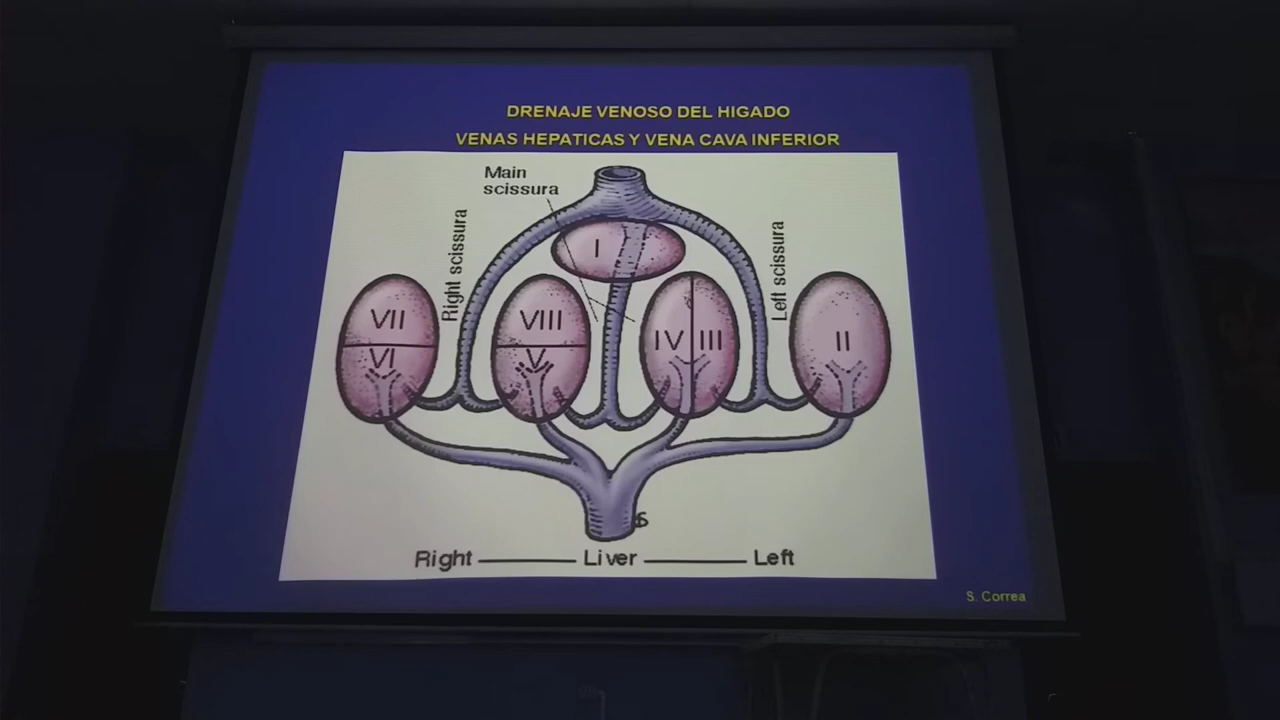 DRENAJE VENOSO DEL HIGADO
VENAS HEPATICAS Y VENA CAVA INFERIOR
Main
scissura
Right scissura
Left scissura
I
VII
VIII
IV
III
II
VI
V
Right
Liver
Left
S. Correa